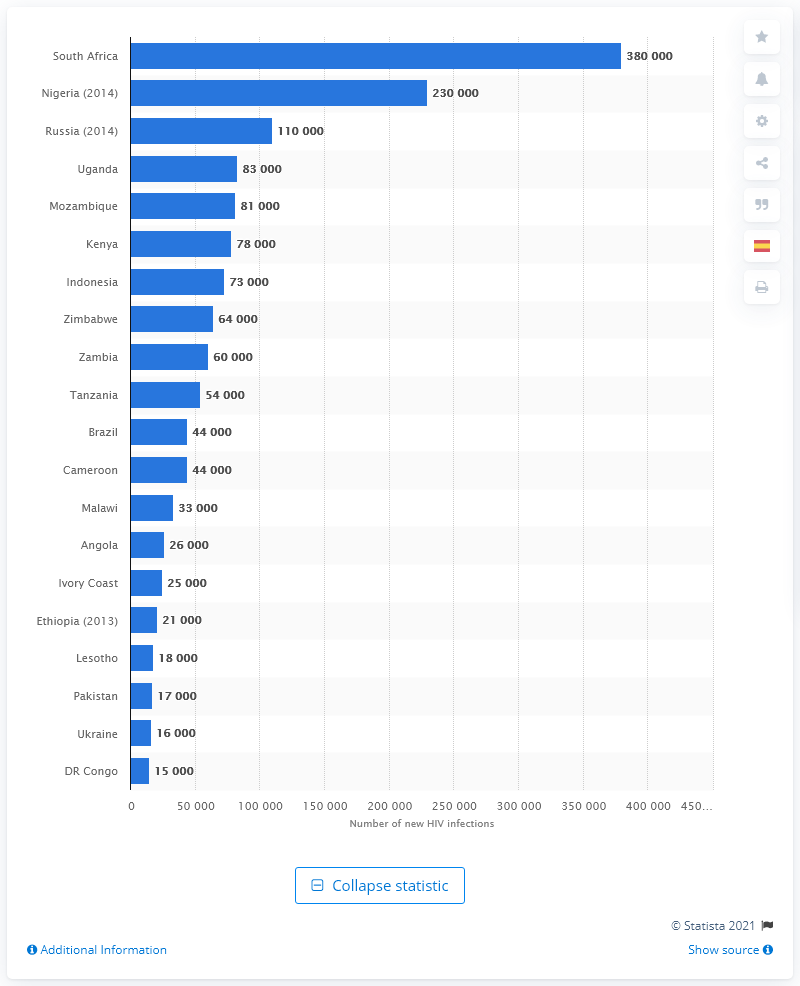 South Africa 380 000
Nigeria (2014) 230 000
Russia (2014) 110 000
Uganda 83 000
Mozambique 81 000
Kenya 78 000
Indonesia 73 000
Zimbabwe 64 000
Zambia 60 000
Tanzania 54 000
Brazil 44 000
Cameroon 44 000
Malawi 33 000
Angola 26 000
Ivory Coast 25 000
Ethiopia (2013) 21 000
Lesotho 18 000
Pakistan 17 000
Ukraine 16 000
DR Congo 15 000
0 50 000 100 000 150 000 200 000 250 000 300 000 350 000 400 000 450...
Number of new HIV infections
Collapse statistic
© Statista 2021
Additional Information Show source